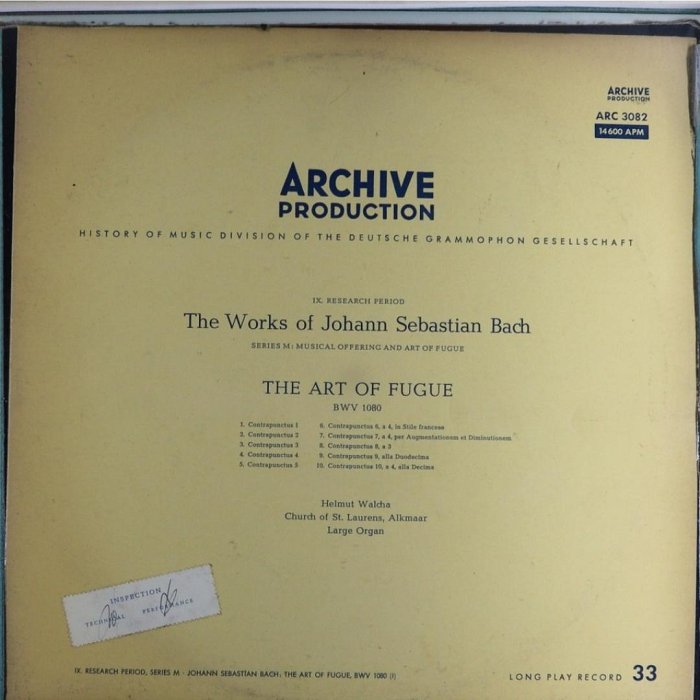 ARCHIVE
PRODUCTION
ARC 3082
14600 APM
ARCHIVE
PRODUCTION
HISTORY OF MUSIC DIVISION OF THE DEUTSCHE GRAMMOPHON GESELLSCHAFT
IX. RESEARCH PERIOD
The Works of Johann Sebastian Bach
SERIES M: MUSICAL OFFERING AND ART OF FUGUE
THE ART OF FUGUE
BWV 1080
1. Contrapunctus 1
2. Contrapunctus 2
3. Contrapunctus 3
4. Contrapunctus 4
5. Contrapunctus 5
6. Contrapunctus 6, a 4, in Stile francese
7. Contrapunctus 7, a 4, per Augmentationem et Diminutionem
8. Contrapunctus 8, a 3
9. Contrapunctus 9, alla Duodecima
10. Contrapunctus 10, a 4, alla Decima
Helmut Walcha
Church of St. Laurens, Alkmaar
Large Organ
INSPECTION
TECHNICAL PERFORMANCE
IX. RESEARCH PERIOD, SERIES M · JOHANN SEBASTIAN BACH: THE ART OF FUGUE, BWV 1080 (I)
LONG PLAY RECORD 33